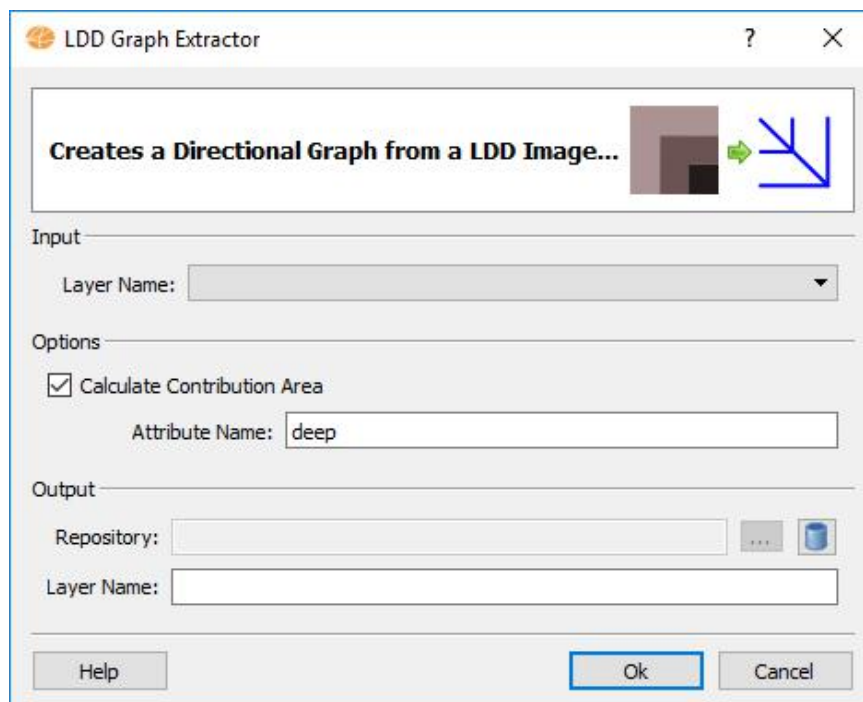 LDD Graph Extractor ?
Creates a Directional Graph from a LDD Image...
Input
Layer Name:
Options
Calculate Contribution Area
Attribute Name: deep
Output
Repository: ...
Layer Name:
Help Ok Cancel